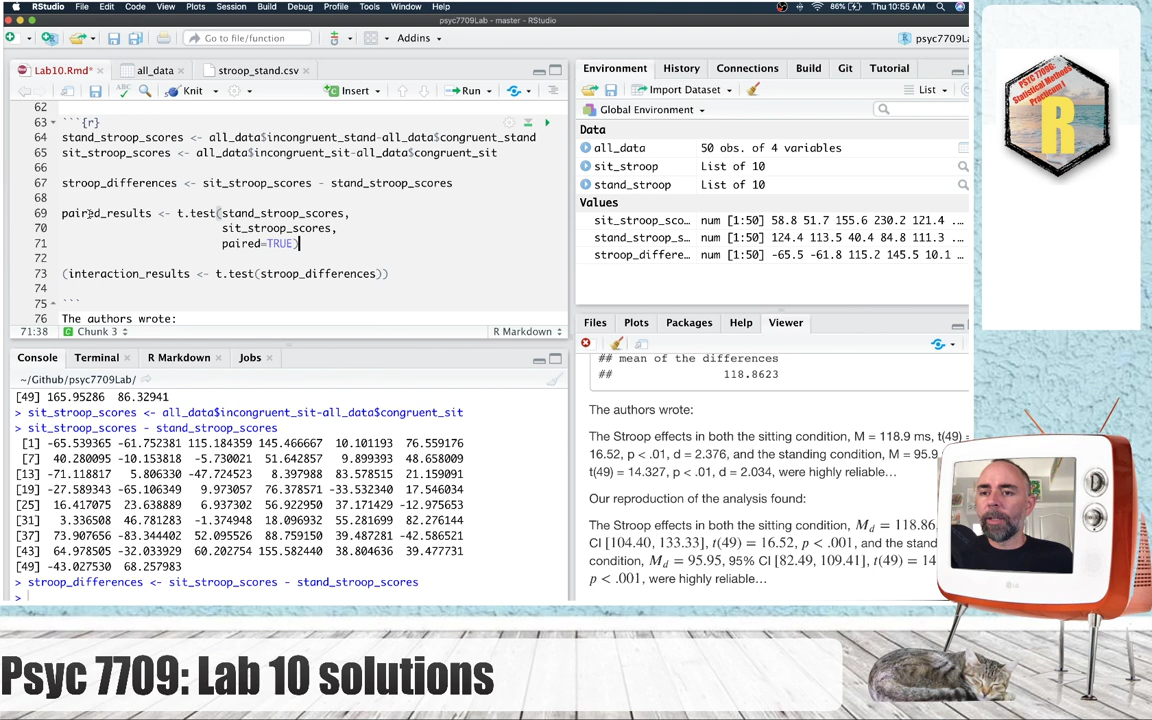 RStudio File Edit Code View Plots Session Build Debug Profile Tools Window Help 86% Thu 10:55 AM
psyc7709Lab - master - RStudio
Go to file/function Addins psyc7709L
Lab10.Rmd* all_data stroop_stand.csv
Knit Insert Run
62
63 ```{r}
64 stand_stroop_scores <- all_data$incongruent_stand-all_data$congruent_stand
65 sit_stroop_scores <- all_data$incongruent_sit-all_data$congruent_sit
66
67 stroop_differences <- sit_stroop_scores - stand_stroop_scores
68
69 paired_results <- t.test(stand_stroop_scores,
70 sit_stroop_scores,
71 paired=TRUE)
72
73 (interaction_results <- t.test(stroop_differences))
74
75 ```
76 The authors wrote:
71:38 Chunk 3 R Markdown
Console Terminal R Markdown Jobs
~/Github/psyc7709Lab/
[49] 165.95286 86.32941
> sit_stroop_scores <- all_data$incongruent_sit-all_data$congruent_sit
> sit_stroop_scores - stand_stroop_scores
[1] -65.539365 -61.752381 115.184359 145.466667 10.101193 76.559176
[7] 40.280095 -10.153818 -5.730021 51.642857 9.899393 48.658009
[13] -71.118817 5.806330 -47.724523 8.397988 83.578515 21.159091
[19] -27.589343 -65.106349 9.973057 76.378571 -33.532340 17.546034
[25] 16.417075 23.638889 6.937302 56.922950 37.171429 -12.975653
[31] 3.336508 46.781283 -1.374948 18.096932 55.281699 82.276144
[37] 73.907656 -83.344402 52.095526 88.759150 39.487281 -42.586521
[43] 64.978505 -32.033929 60.202754 155.582440 38.804636 39.477731
[49] -43.027530 68.257983
> stroop_differences <- sit_stroop_scores - stand_stroop_scores
>
Environment History Connections Build Git Tutorial
Import Dataset List
Global Environment
Data
all_data 50 obs. of 4 variables
sit_stroop List of 10
stand_stroop List of 10
Values
sit_stroop_sco… num [1:50] 58.8 51.7 155.6 230.2 121.4 ...
stand_stroop_s… num [1:50] 124.4 113.5 40.4 84.8 111.3 ...
stroop_differe… num [1:50] -65.5 -61.8 115.2 145.5 10.1 …
Files Plots Packages Help Viewer
## mean of the differences
## 118.8623
The authors wrote:
The Stroop effects in both the sitting condition, M = 118.9 ms, t(49) =
16.52, p < .01, d = 2.376, and the standing condition, M = 95.9
t(49) = 14.327, p < .01, d = 2.034, were highly reliable…
Our reproduction of the analysis found:
The Stroop effects in both the sitting condition, Md = 118.86,
CI [104.40, 133.33], t(49) = 16.52, p < .001, and the stand
condition, Md = 95.95, 95% CI [82.49, 109.41], t(49) = 14
p < .001, were highly reliable…
PSYC 7709G:
Statistical Methods
Practicum I
R
LG
Psyc 7709: Lab 10 solutions